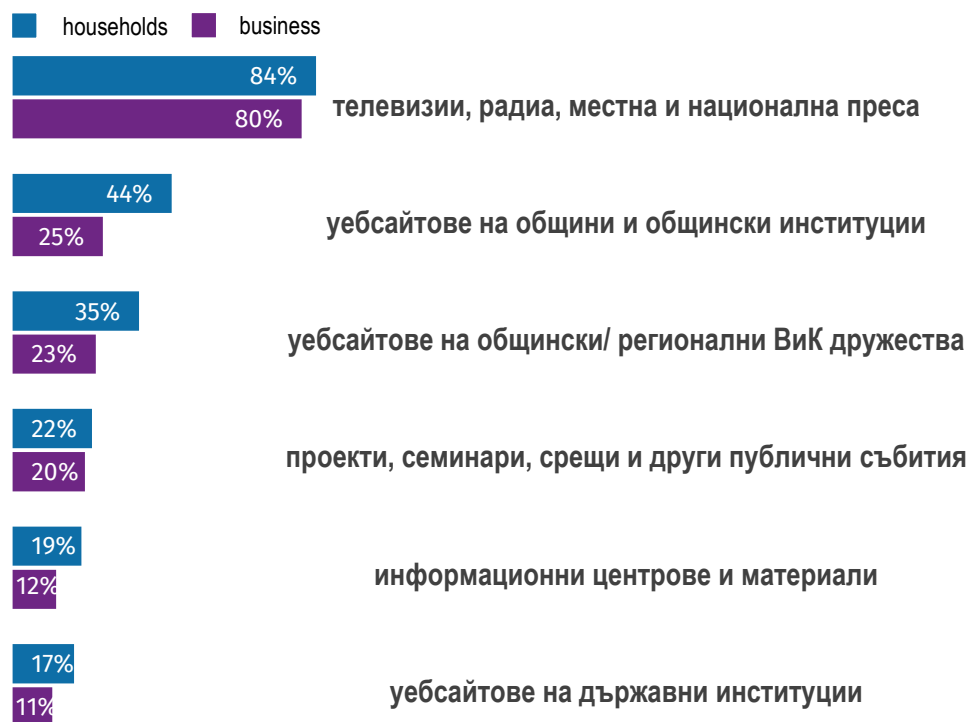 households business
84%
80%
телевизии, радиа, местна и национална преса
44%
25%
уебсайтове на общини и общински институции
35%
23%
уебсайтове на общински/ регионални ВиК дружества
22%
20%
проекти, семинари, срещи и други публични събития
19%
12%
информационни центрове и материали
17%
11%
уебсайтове на държавни институции